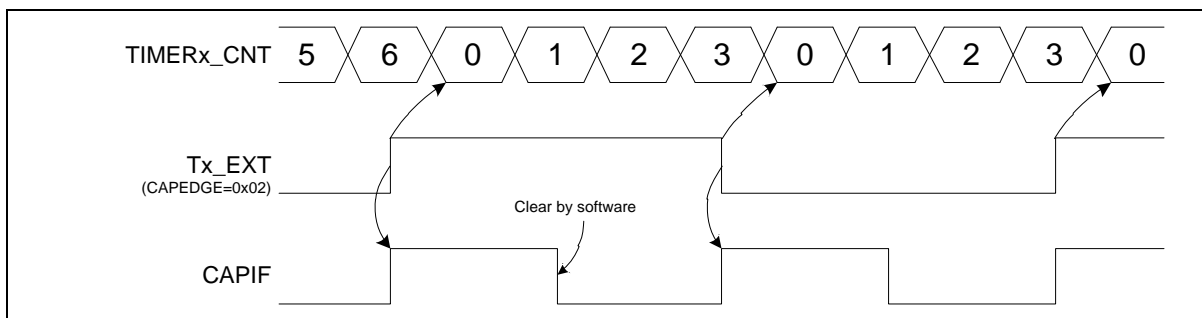 TIMERx_CNT 5 6 0 1 2 3 0 1 2 3 0
Tx_EXT
(CAPEDGE=0x02)
Clear by software
CAPIF